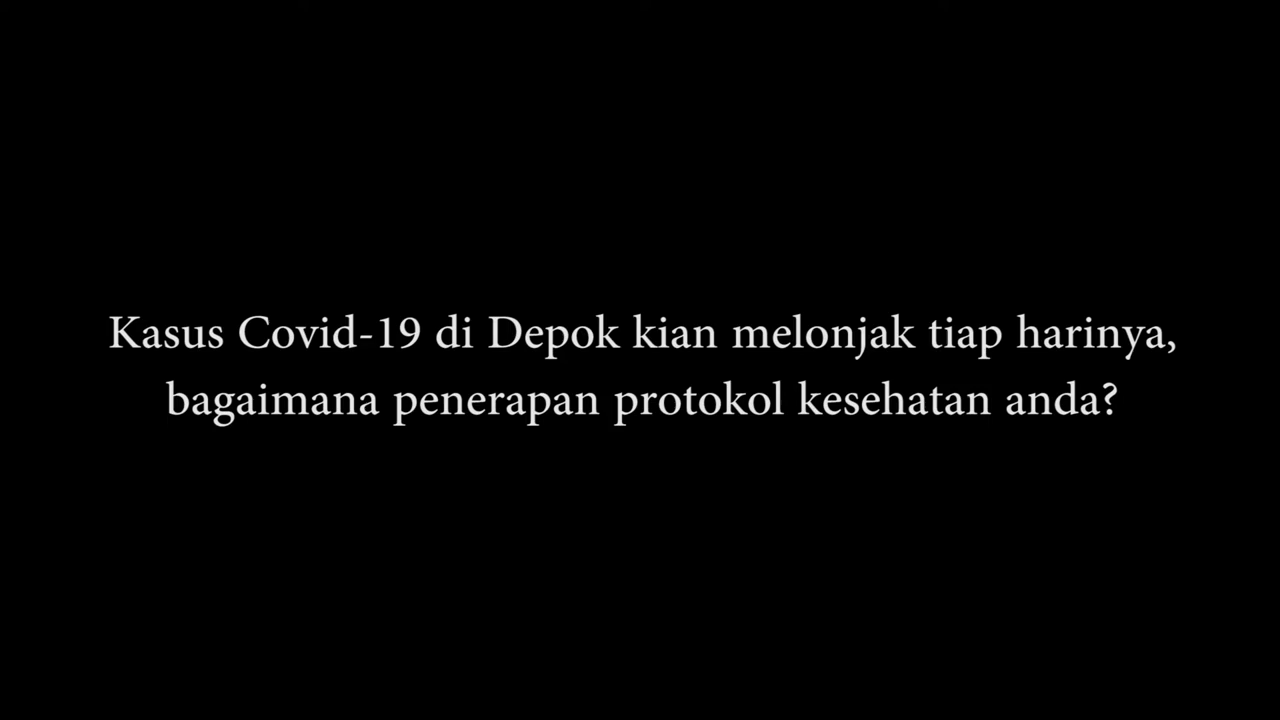 Kasus Covid-19 di Depok kian melonjak tiap harinya,
bagaimana penerapan protokol kesehatan anda?